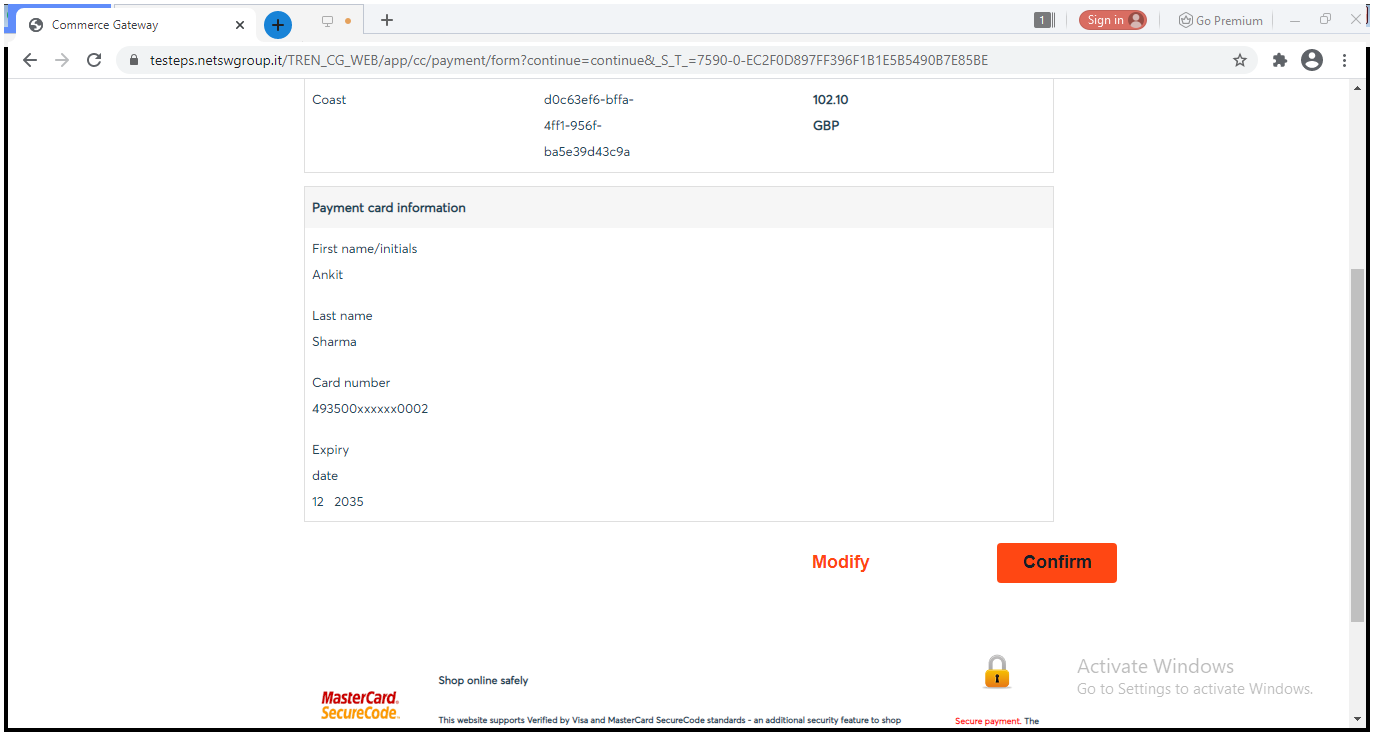 Commerce Gateway
1
Sign in
Go Premium
testeps.netswgroup.it/TREN_CG_WEB/app/cc/payment/form?continue=continue&_S_T_=7590-0-EC2F0D897FF396F1B1E5B5490B7E85BE
Coast d0c63ef6-bffa- 102.10
4ff1-956f- GBP
ba5e39d43c9a
Payment card information
First name/initials
Ankit
Last name
Sharma
Card number
493500xxxxxx0002
Expiry
date
12 2035
Modify Confirm
Activate Windows
Go to Settings to activate Windows.
Shop online safely
MasterCard.
SecureCode.
This website supports Verified by Visa and MasterCard SecureCode standards - an additional security feature to shop
Secure payment. The